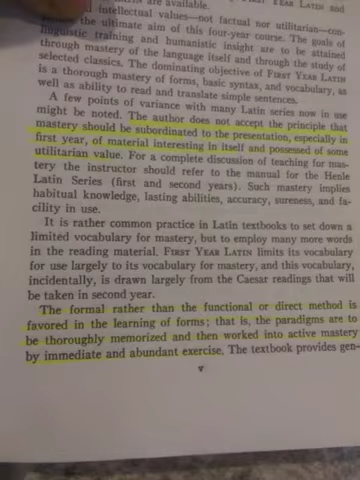 are available.
FIRST YEAR LATIN and
intellectual values—not factual nor utilitarian—con-
the ultimate aim of this four-year course. The goals of
linguistic training and humanistic insight are to be attained
through mastery of the language itself and through the study of
selected classics. The dominating objective of FIRST YEAR LATIN
is a thorough mastery of forms, basic syntax, and vocabulary, as
well as ability to read and translate simple sentences.
A few points of variance with many Latin series now in use
might be noted. The author does not accept the principle that
mastery should be subordinated to the presentation, especially in
first year, of material interesting in itself and possessed of some
utilitarian value. For a complete discussion of teaching for mas-
tery the instructor should refer to the manual for the Henle
Latin Series (first and second years). Such mastery implies
habitual knowledge, lasting abilities, accuracy, sureness, and fa-
cility in use.
It is rather common practice in Latin textbooks to set down a
limited vocabulary for mastery, but to employ many more words
in the reading material. FIRST YEAR LATIN limits its vocabulary
for use largely to its vocabulary for mastery, and this vocabulary,
incidentally, is drawn largely from the Caesar readings that will
be taken in second year.
The formal rather than the functional or direct method is
favored in the learning of forms; that is, the paradigms are to
be thoroughly memorized and then worked into active mastery
by immediate and abundant exercise. The textbook provides gen-
v